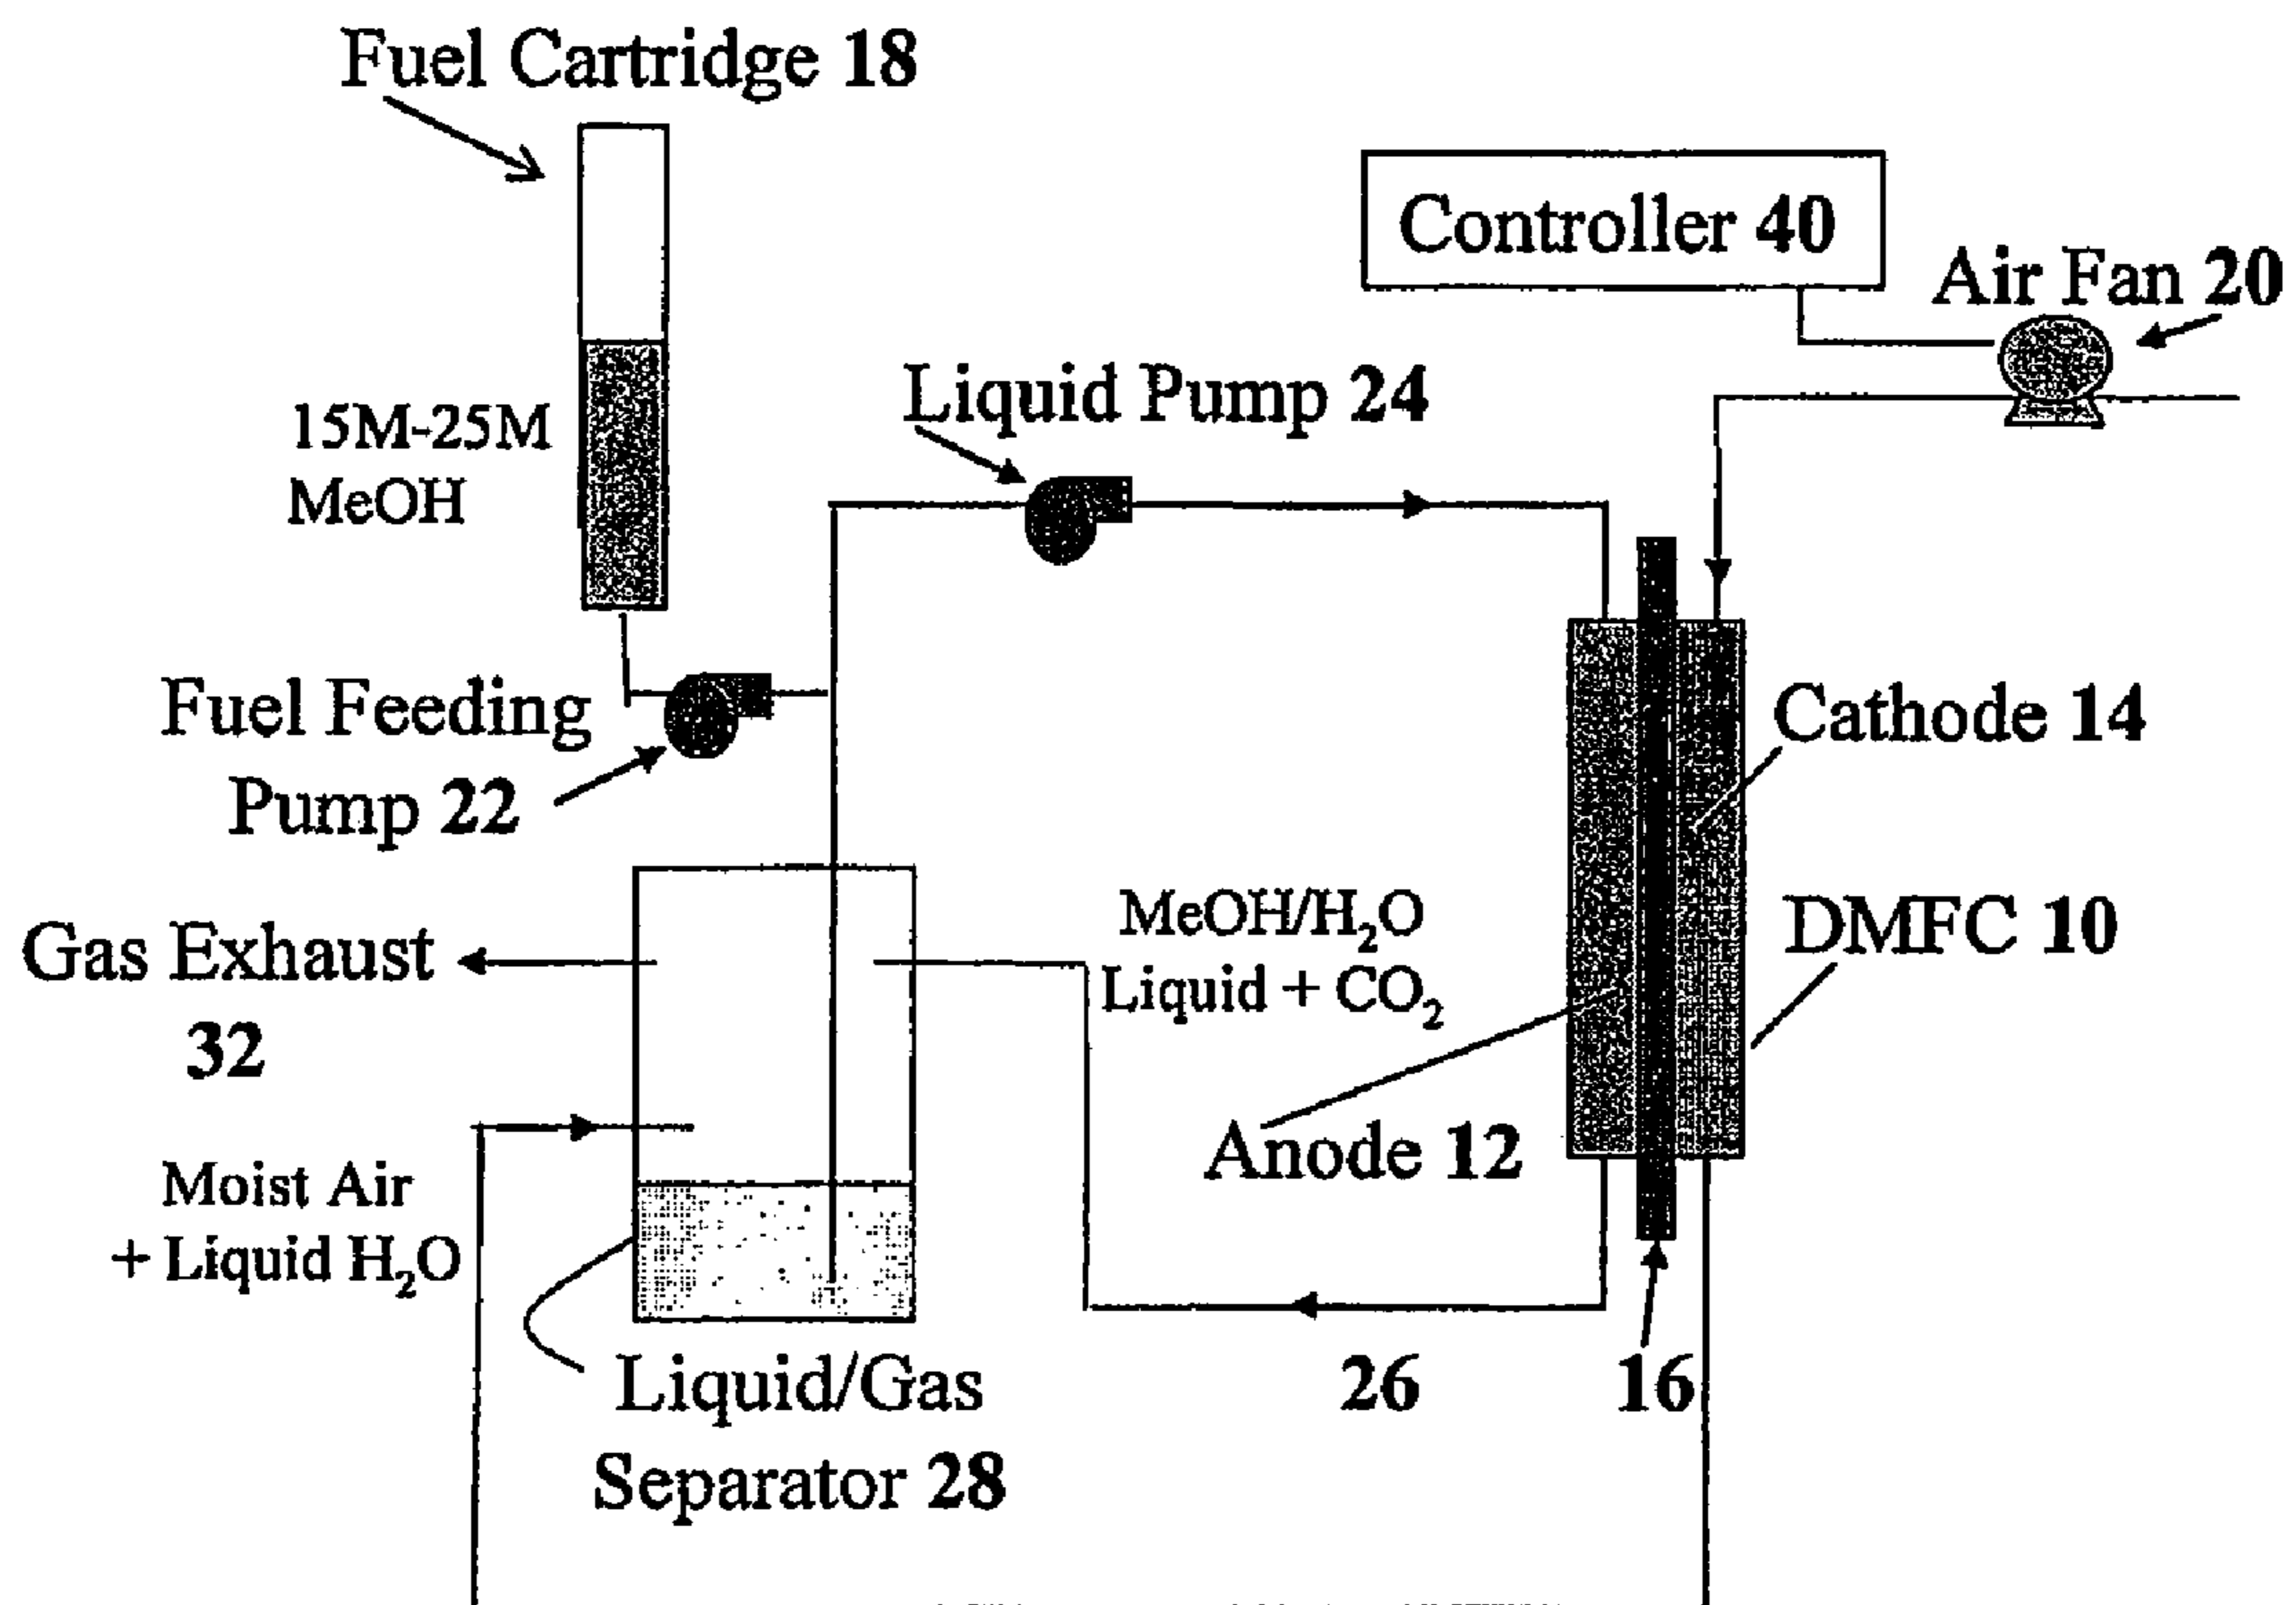 Fuel Cartridge 18
Controller 40
Air Fan 20
15M-25M
MeOH
Liquid Pump 24
Fuel Feeding
Pump 22
Cathode 14
MeOH/H₂O
Liquid + CO₂
DMFC 10
Gas Exhaust
32
Anode 12
Moist Air
+ Liquid H₂O
Liquid/Gas
Separator 28
26
16